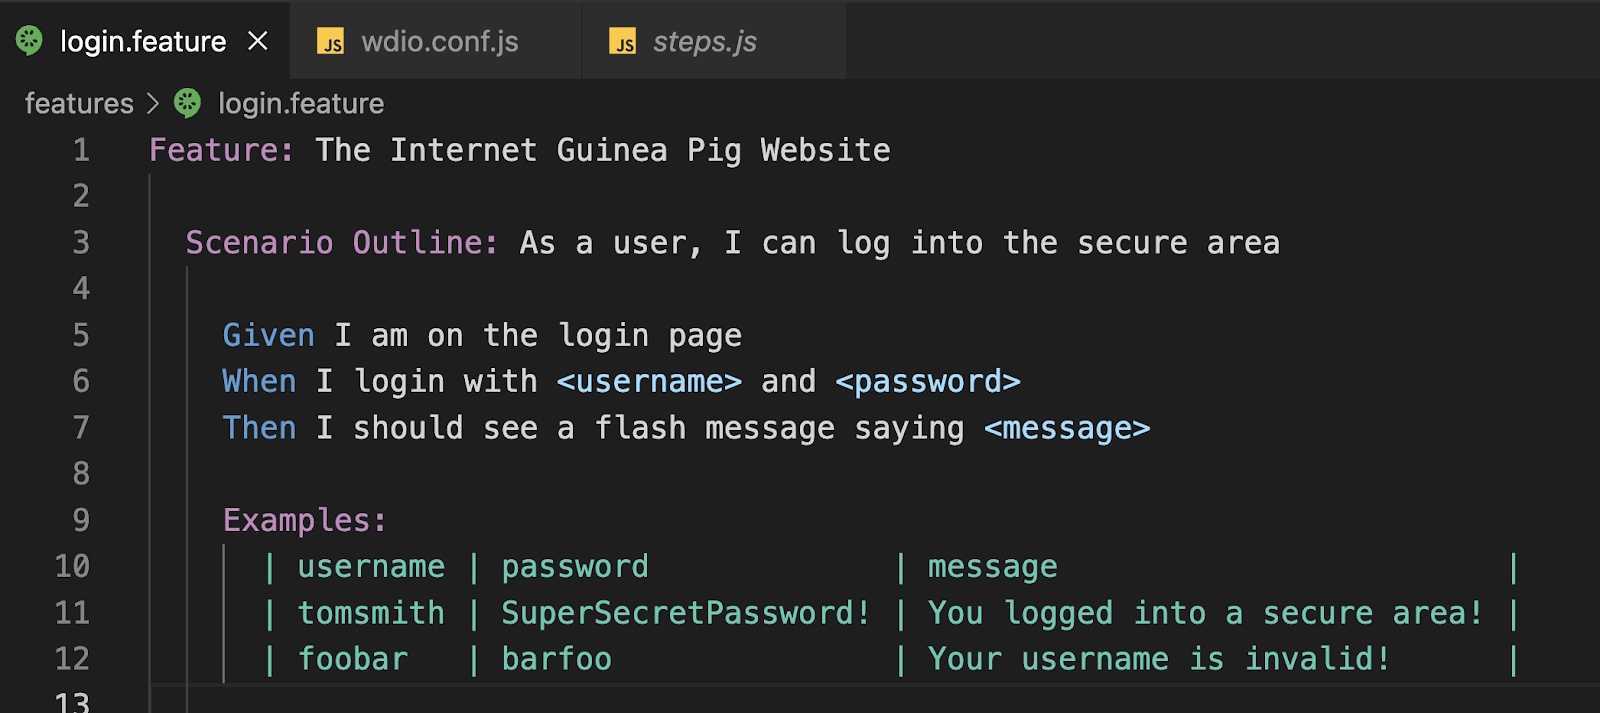 login.feature × JS wdio.conf.js JS steps.js
features > login.feature
1 Feature: The Internet Guinea Pig Website
2
3 Scenario Outline: As a user, I can log into the secure area
4
5 Given I am on the login page
6 When I login with <username> and <password>
7 Then I should see a flash message saying <message>
8
9 Examples:
10 | username | password | message |
11 | tomsmith | SuperSecretPassword! | You logged into a secure area! |
12 | foobar | barfoo | Your username is invalid! |
13